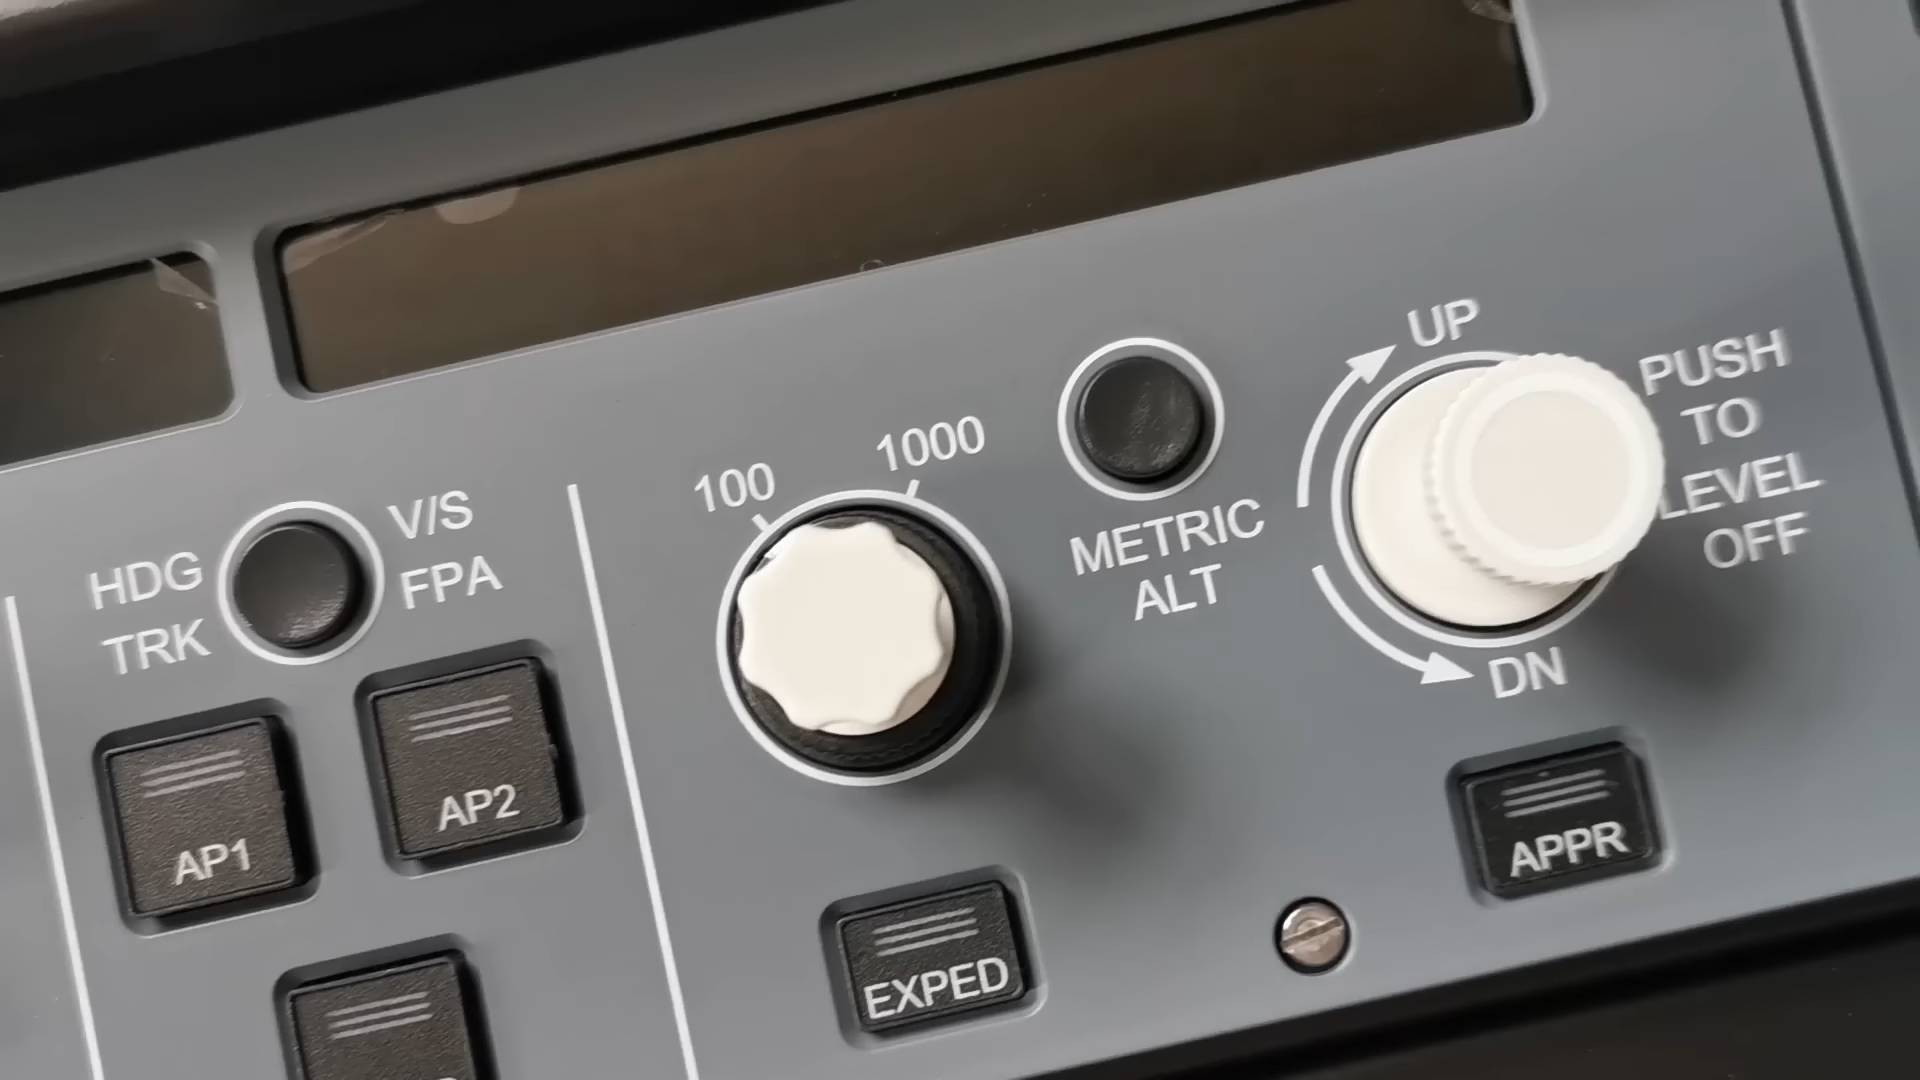 HDG
TRK
V/S
FPA
AP1
AP2
100
1000
METRIC
ALT
UP
DN
PUSH
TO
LEVEL
OFF
EXPED
APPR